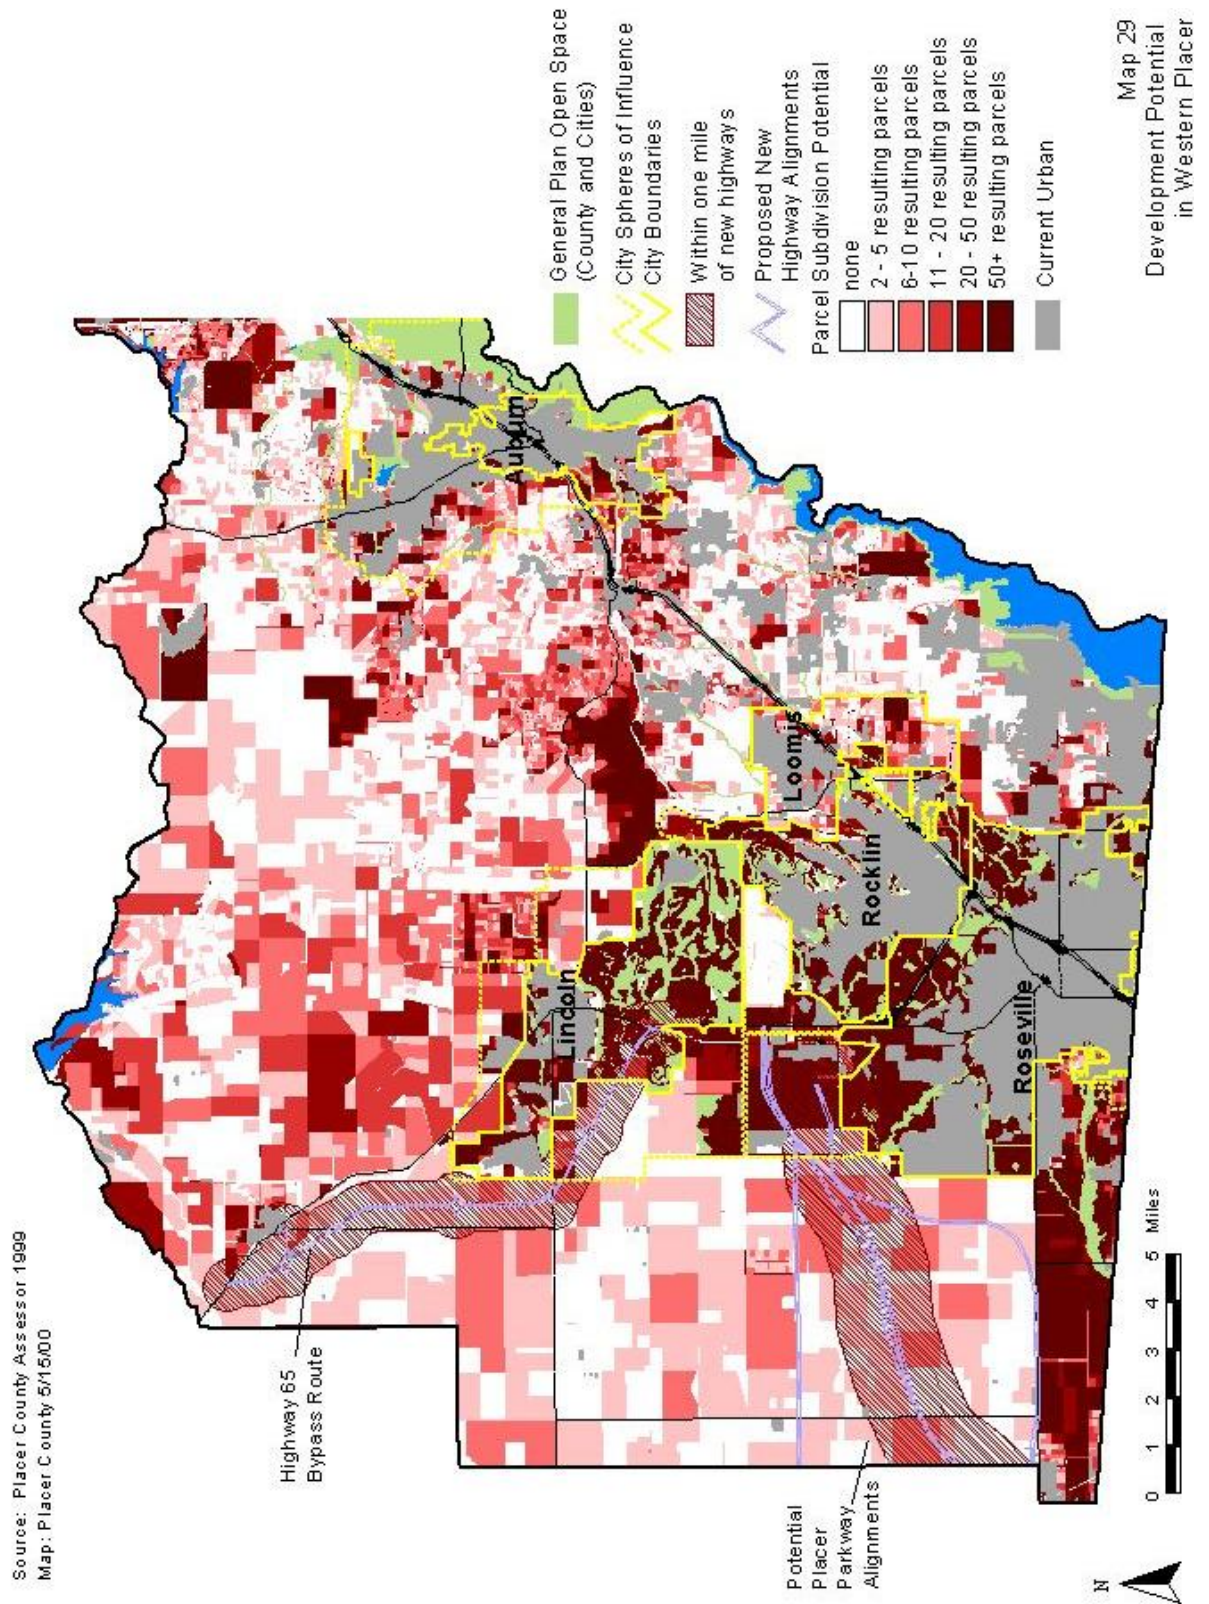 Source: Placer County Assessor 1999
Map: Placer County 5/15/00
Highway 65
Bypass Route
Potential
Placer
Parkway
Alignments
Lincoln
Auburn
Loomis
Rocklin
Roseville
N
0 1 2 3 4 5 Miles
General Plan Open Space
(County and Cities)
City Spheres of Influence
City Boundaries
Within one mile
of new highways
Proposed New
Highway Alignments
Parcel Subdivision Potential
none
2 - 5 resulting parcels
6-10 resulting parcels
11 - 20 resulting parcels
20 - 50 resulting parcels
50+ resulting parcels
Current Urban
Map 29
Development Potential
in Western Placer